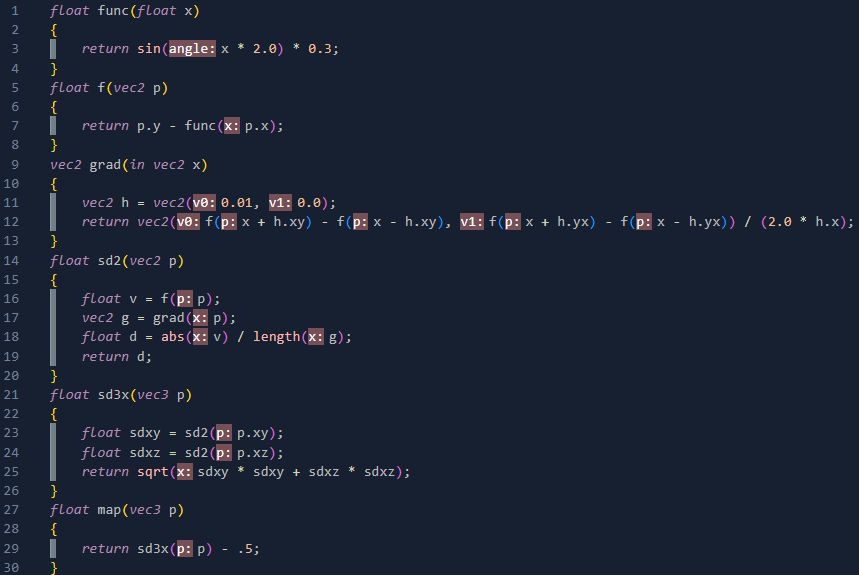 1 float func(float x)
2 {
3 return sin(angle: x * 2.0) * 0.3;
4 }
5 float f(vec2 p)
6 {
7 return p.y - func(x: p.x);
8 }
9 vec2 grad(in vec2 x)
10 {
11 vec2 h = vec2(v0: 0.01, v1: 0.0);
12 return vec2(v0: f(p: x + h.xy) - f(p: x - h.xy), v1: f(p: x + h.yx) - f(p: x - h.yx)) / (2.0 * h.x);
13 }
14 float sd2(vec2 p)
15 {
16 float v = f(p: p);
17 vec2 g = grad(x: p);
18 float d = abs(x: v) / length(x: g);
19 return d;
20 }
21 float sd3x(vec3 p)
22 {
23 float sdxy = sd2(p: p.xy);
24 float sdxz = sd2(p: p.xz);
25 return sqrt(x: sdxy * sdxy + sdxz * sdxz);
26 }
27 float map(vec3 p)
28 {
29 return sd3x(p: p) - .5;
30 }